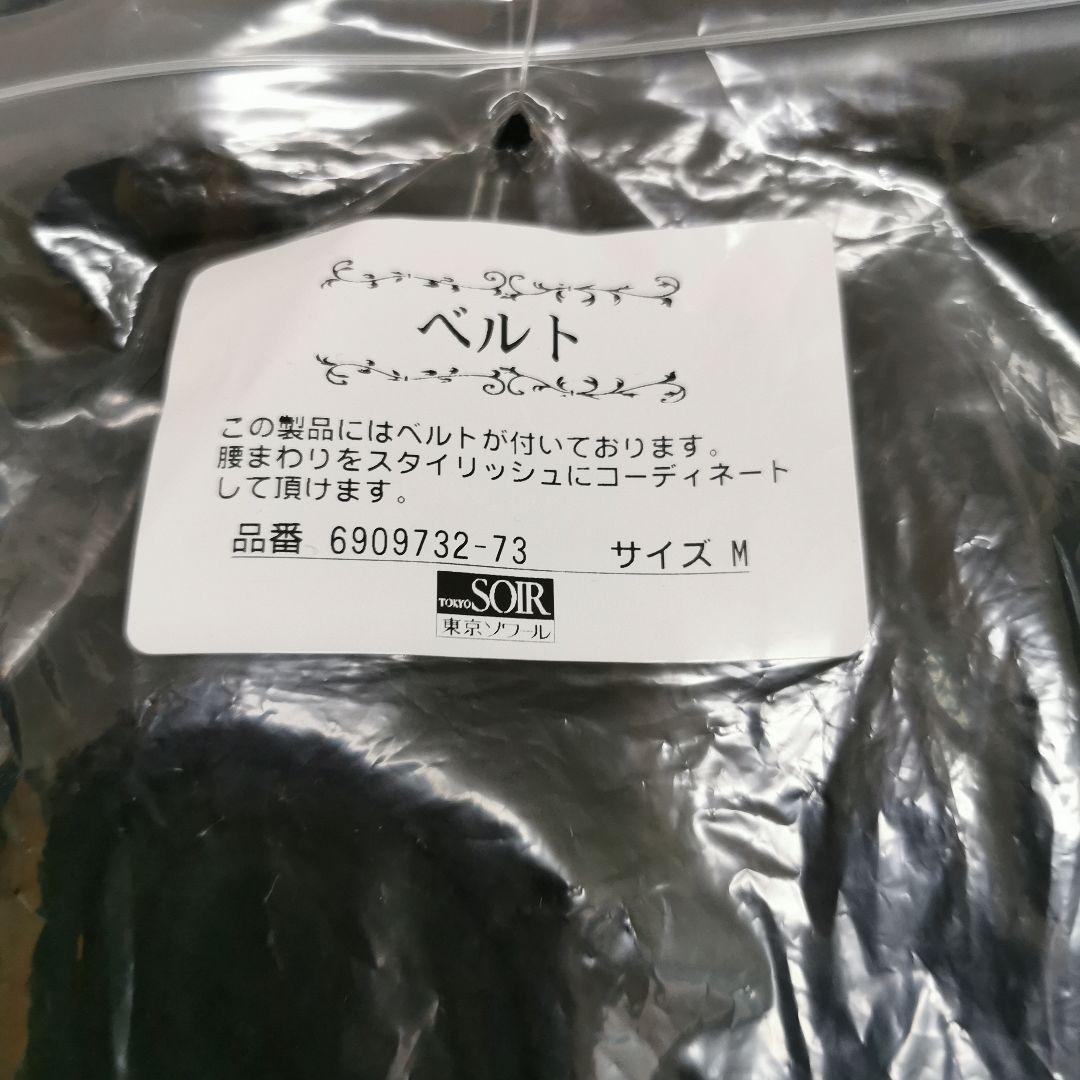 ベルト
この製品にはベルトが付いております。
腰まわりをスタイリッシュにコーディネート
して頂けます。
品番 6909732-73 サイズ M
TOKYO SOIR
東京ソワール